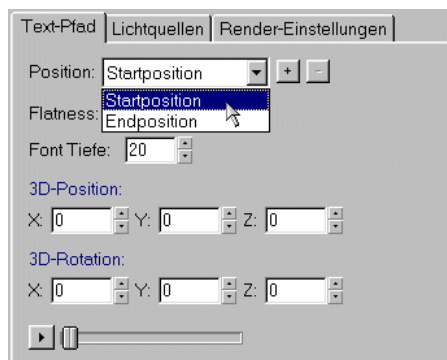 Text-Pfad Lichtquellen Render-Einstellungen
Position: Startposition + -
Startposition
Flatness:
Endposition
Font Tiefe: 20
3D-Position:
X: 0 Y: 0 Z: 0
3D-Rotation:
X: 0 Y: 0 Z: 0